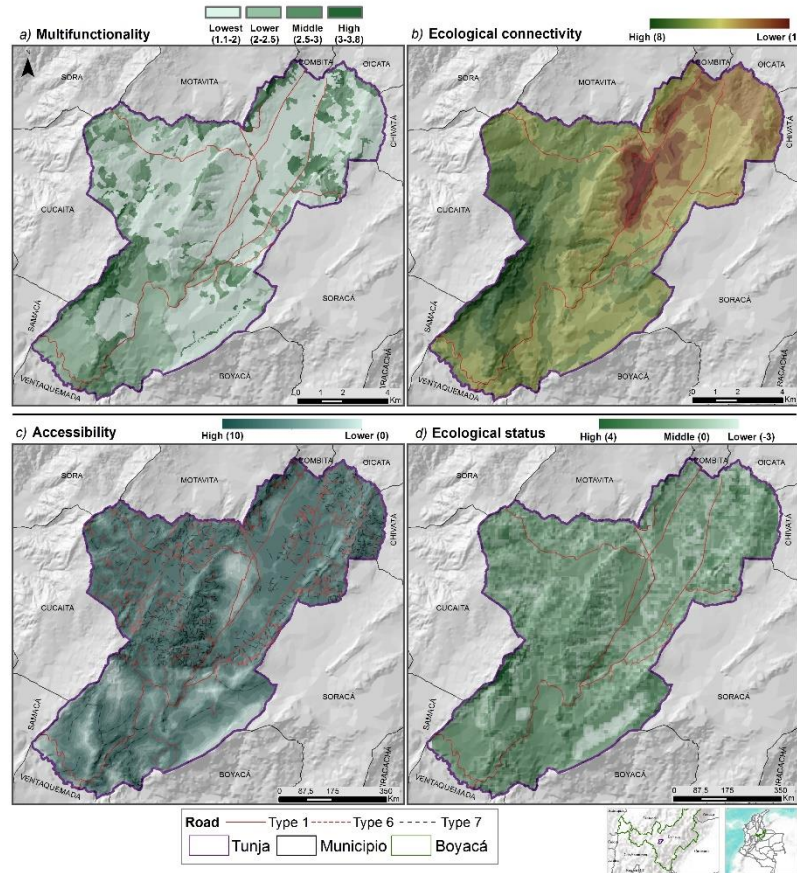 a) Multifunctionality
Lowest (1.1-2)
Lower (2-2.5)
Middle (2.5-3)
High (3-3.8)
N
SORA
MOTAVITA
COMBITA
OICATA
CHIVATÁ
CUCAITA
SORACÁ
SAMACÁ
VENTAQUEMADA
BOYACÁ
0 1 2 4
Km
b) Ecological connectivity
High (8) Lower (1
SORA
MOTAVITA
COMBITA
OICATA
CHIVATÁ
CUCAITA
SORACÁ
SAMACÁ
VENTAQUEMADA
BOYACÁ
0 1 2 4
Km
c) Accessibility
High (10) Lower (0)
SORA
MOTAVITA
COMBITA
OICATA
CHIVATÁ
CUCAITA
SORACÁ
SAMACÁ
VENTAQUEMADA
BOYACÁ
0 87.5 175 350
Km
d) Ecological status
High (4) Middle (0) Lower (-3)
SORA
MOTAVITA
COMBITA
OICATA
CHIVATÁ
CUCAITA
SORACÁ
SAMACÁ
VENTAQUEMADA
BOYACÁ
0 87.5 175 350
Km
Road Type 1 Type 6 Type 7
Tunja Municipio Boyacá